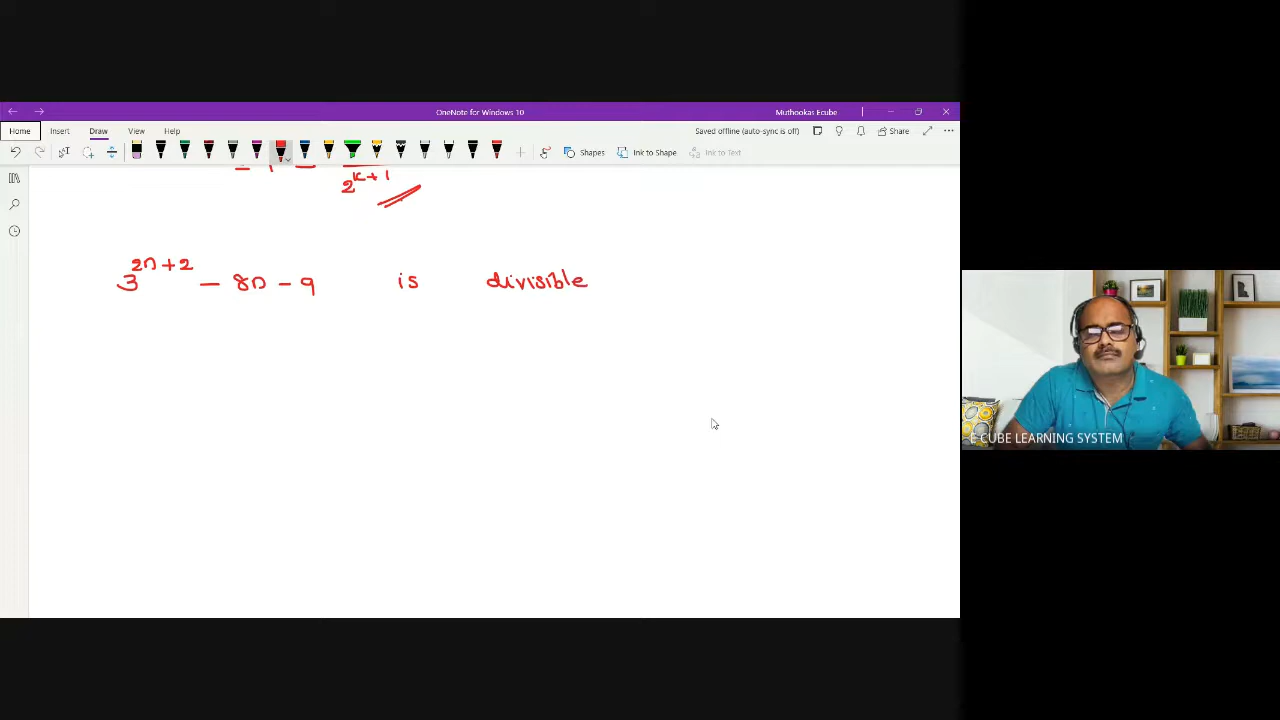 OneNote for Windows 10
Muthookas Ecube
Home Insert Draw View Help
Saved offline (auto-sync is off)
Share
Shapes
Ink to Shape
Ink to Text
2^{k+1}
3^{2n+2} - 8n - 9 is divisible
E CUBE LEARNING SYSTEM